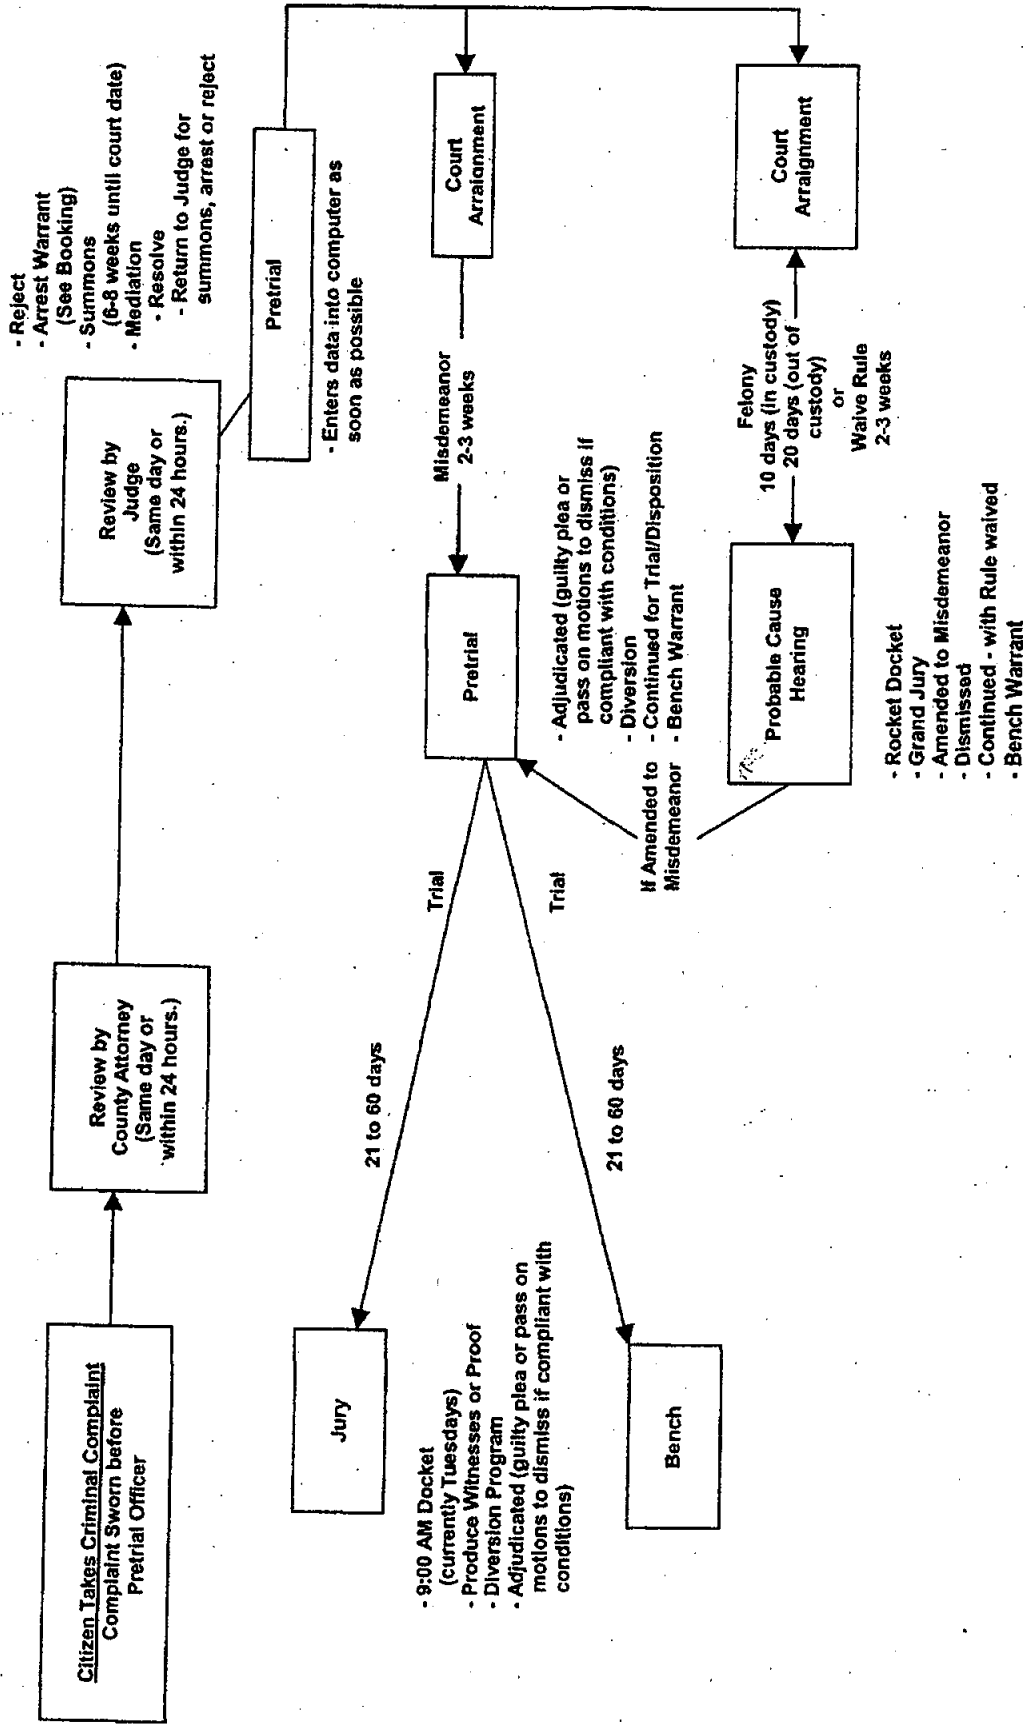 Citizen Takes Criminal Complaint
Complaint Sworn before
Pretrial Officer
Review by
County Attorney
(Same day or
within 24 hours.)
Review by
Judge
(Same day or
within 24 hours.)
- Reject
- Arrest Warrant
(See Booking)
- Summons
(6-8 weeks until court date)
- Mediation
- Resolve
- Return to Judge for
summons, arrest or reject
Pretrial
- Enters data into computer as
soon as possible
Court
Arraignment
Misdemeanor
2-3 weeks
Pretrial
- Adjudicated (guilty plea or
pass on motions to dismiss if
compliant with conditions)
- Diversion
- Continued for Trial/Disposition
- Bench Warrant
Trial
21 to 60 days
Jury
- 9:00 AM Docket
(currently Tuesdays)
- Produce Witnesses or Proof
- Diversion Program
- Adjudicated (guilty plea or pass on
motions to dismiss if compliant with
conditions)
Trial
21 to 60 days
Bench
If Amended to
Misdemeanor
Court
Arraignment
Felony
10 days (in custody)
20 days (out of
custody)
or
Waive Rule
2-3 weeks
Probable Cause
Hearing
- Rocket Docket
- Grand Jury
- Amended to Misdemeanor
- Dismissed
- Continued - with Rule waived
- Bench Warrant